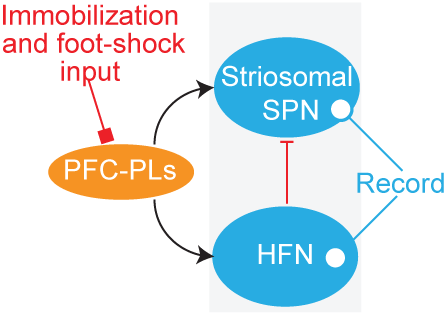 Immobilization
and foot-shock
input
Striosomal
SPN
PFC-PLs
Record
HFN